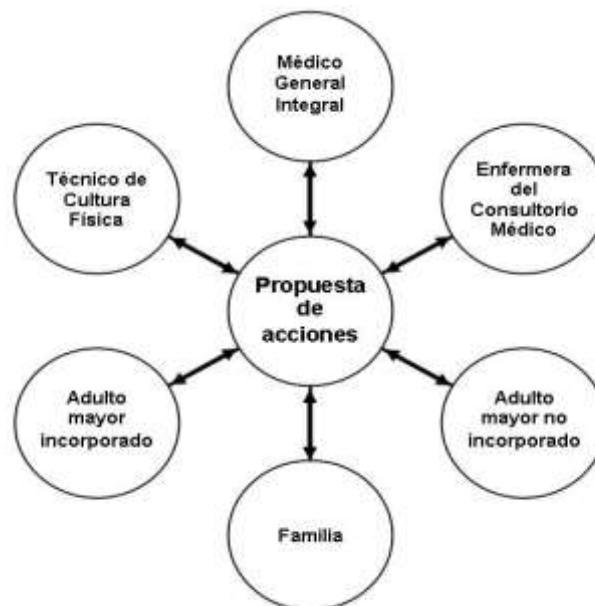 Médico
General
Integral
Técnico de
Cultura
Física
Enfermera
del
Consultorio
Médico
Propuesta
de
acciones
Adulto
mayor
incorporado
Adulto
mayor no
incorporado
Familia